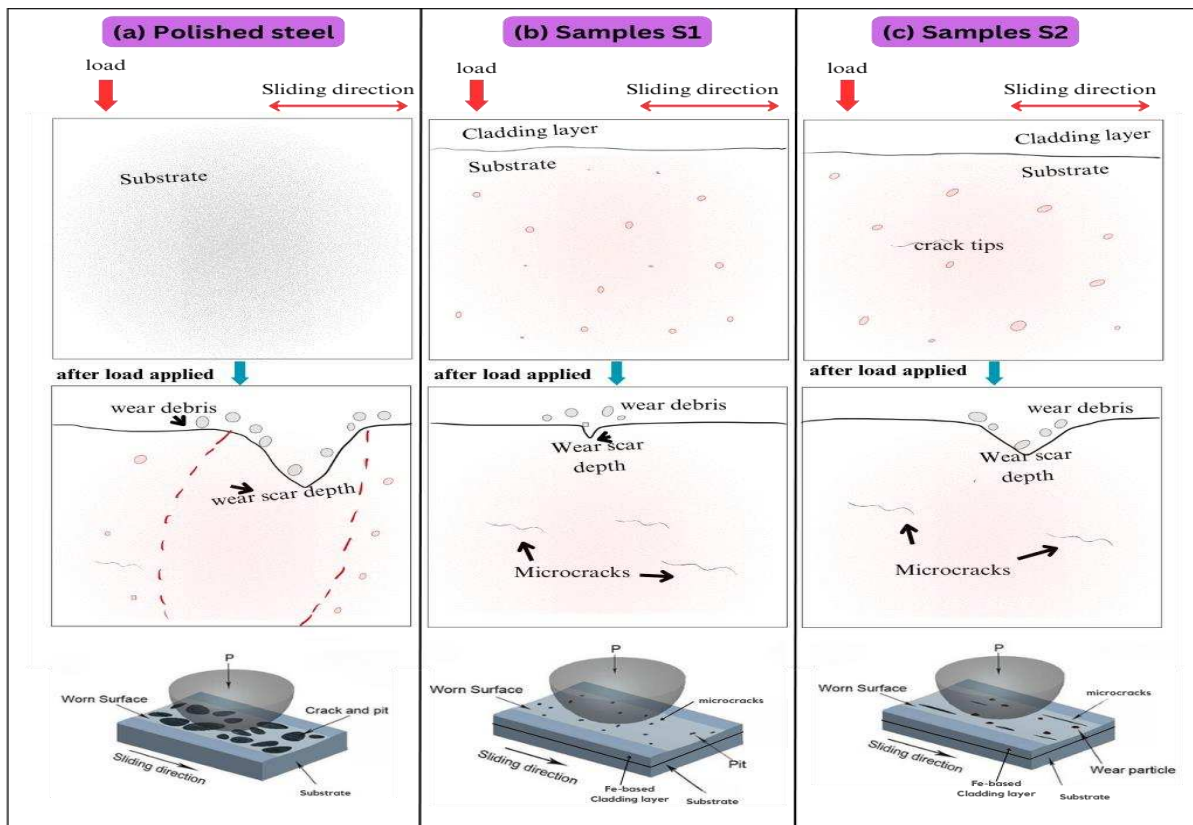 (a) Polished steel
load
Sliding direction
Substrate
after load applied
wear debris
wear scar depth
P
Worn Surface
Crack and pit
Sliding direction
Substrate
(b) Samples S1
load
Sliding direction
Cladding layer
Substrate
after load applied
wear debris
Wear scar
depth
Microcracks
P
Worn Surface
microcracks
Pit
Sliding direction
Fe-based
Cladding layer
Substrate
(c) Samples S2
load
Sliding direction
Cladding layer
Substrate
crack tips
after load applied
wear debris
Wear scar
depth
Microcracks
P
Worn Surface
microcracks
Wear particle
Sliding direction
Fe-based
Cladding layer
Substrate